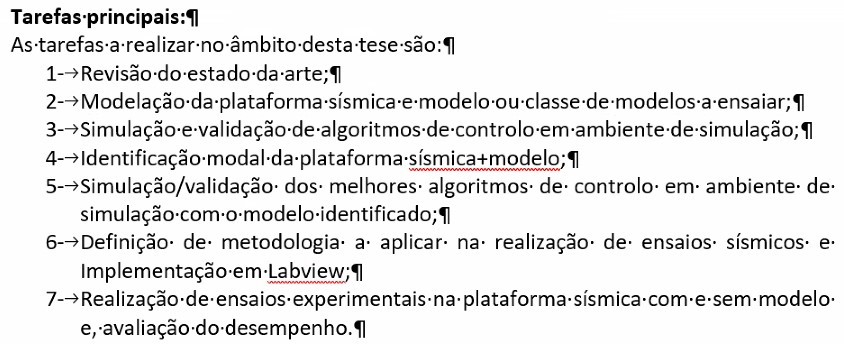 Tarefas principais:¶
As tarefas a realizar no âmbito desta tese são:¶
1-→Revisão do estado da arte;¶
2-→Modelação da plataforma sísmica e modelo ou classe de modelos a ensaiar;¶
3-→Simulação e validação de algoritmos de controlo em ambiente de simulação;¶
4-→Identificação modal da plataforma sísmica+modelo;¶
5-→Simulação/validação dos melhores algoritmos de controlo em ambiente de
simulação com o modelo identificado;¶
6-→Definição de metodologia a aplicar na realização de ensaios sísmicos e
Implementação em Labview;¶
7-→Realização de ensaios experimentais na plataforma sísmica com e sem modelo
e, avaliação do desempenho.¶